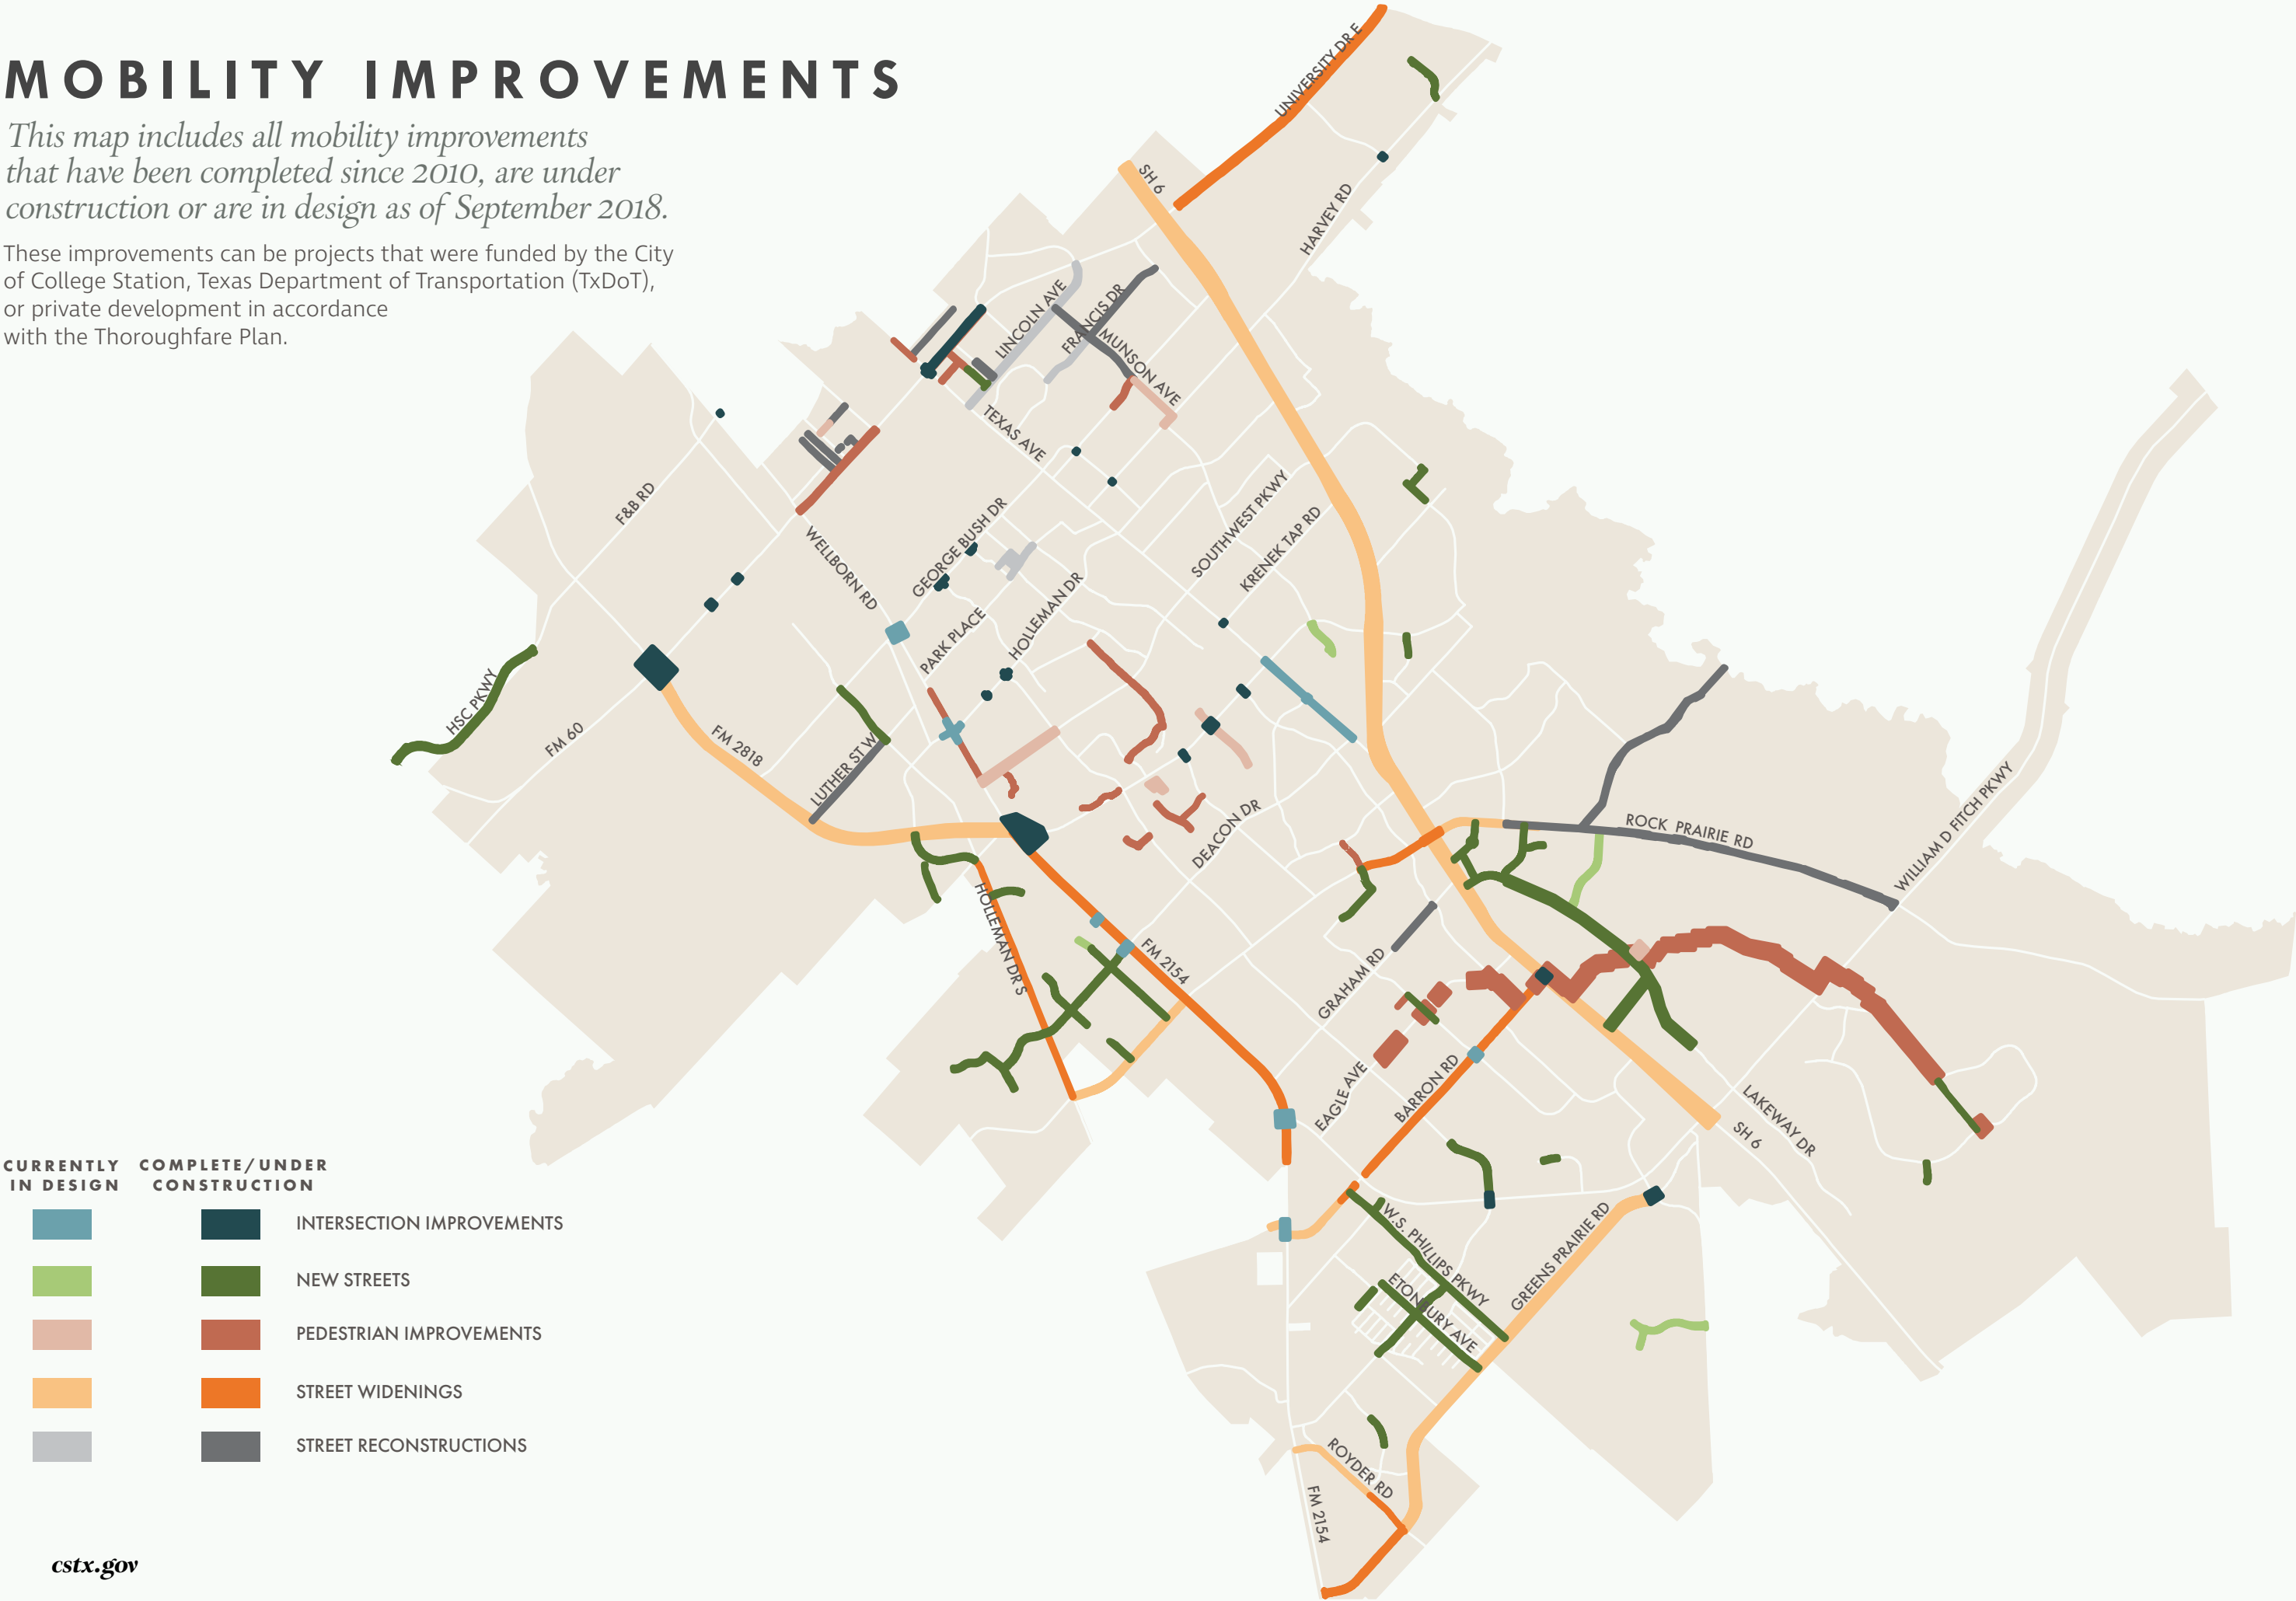 MOBILITY IMPROVEMENTS
This map includes all mobility improvements
that have been completed since 2010, are under
construction or are in design as of September 2018.
These improvements can be projects that were funded by the City
of College Station, Texas Department of Transportation (TxDoT),
or private development in accordance
with the Thoroughfare Plan.
UNIVERSITY DR E
SH 6
HARVEY RD
LINCOLN AVE
FRANCIS DR
MUNSON AVE
TEXAS AVE
F&B RD
WELLBORN RD
GEORGE BUSH DR
SOUTHWEST PKWY
KRENEK TAP RD
PARK PLACE
HOLLEMAN DR
HSC PKWY
FM 60
FM 2818
LUTHER ST W
DEACON DR
ROCK PRAIRIE RD
WILLIAM D FITCH PKWY
HOLLEMAN DR S
FM 2154
GRAHAM RD
EAGLE AVE
BARRON RD
LAKEWAY DR
SH 6
W.S. PHILLIPS PKWY
ETONBURY AVE
GREENS PRAIRIE RD
ROYDER RD
FM 2154
CURRENTLY
IN DESIGN
COMPLETE/UNDER
CONSTRUCTION
INTERSECTION IMPROVEMENTS
NEW STREETS
PEDESTRIAN IMPROVEMENTS
STREET WIDENINGS
STREET RECONSTRUCTIONS
cstx.gov